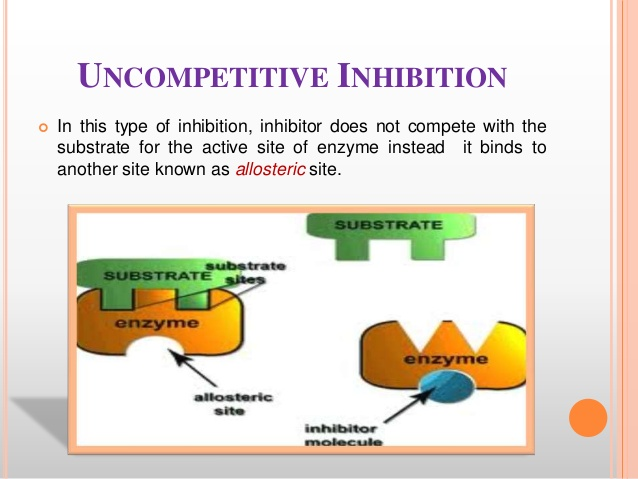 UNCOMPETITIVE INHIBITION
In this type of inhibition, inhibitor does not compete with the
substrate for the active site of enzyme instead it binds to
another site known as allosteric site.
SUBSTRATE
substrate
sites
SUBSTRATE
enzyme
enzyme
allosteric
site
inhibitor
molecule